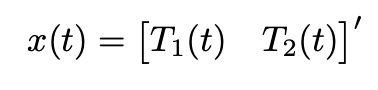 x(t) = [T₁(t) T₂(t)]′